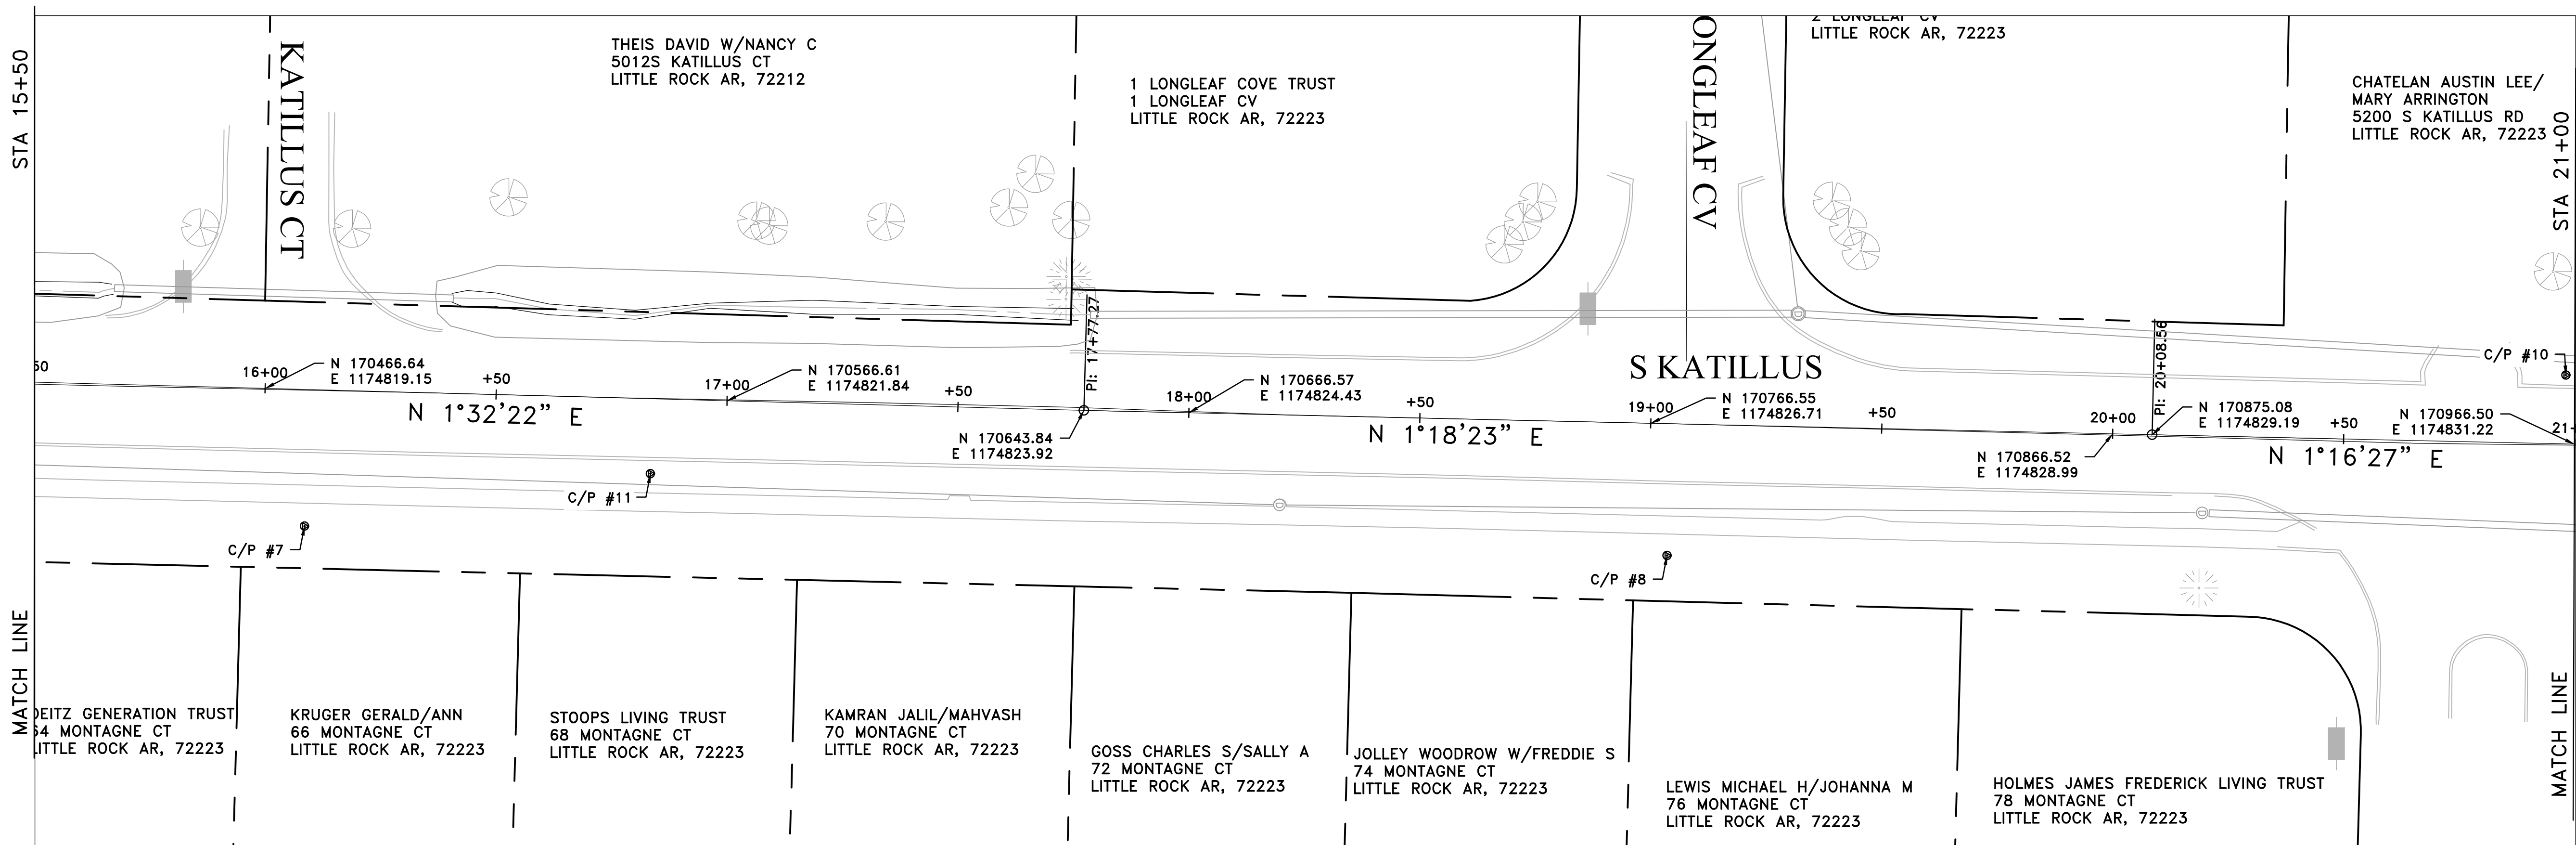 STA 15+50
KATILLUS CT
THEIS DAVID W/NANCY C
5012S KATILLUS CT
LITTLE ROCK AR, 72212
1 LONGLEAF COVE TRUST
1 LONGLEAF CV
LITTLE ROCK AR, 72223
ONGLEAF CV
2 LONGLEAF CV
LITTLE ROCK AR, 72223
CHATELAN AUSTIN LEE/
MARY ARRINGTON
5200 S KATILLUS RD
LITTLE ROCK AR, 72223
STA 21+00
50
16+00
N 170466.64
E 1174819.15
+50
N 1°32'22" E
17+00
N 170566.61
E 1174821.84
+50
PI: 17+77.27
N 170643.84
E 1174823.92
18+00
N 170666.57
E 1174824.43
+50
N 1°18'23" E
S KATILLUS
19+00
N 170766.55
E 1174826.71
+50
20+00
N 170866.52
E 1174828.99
PI: 20+08.56
N 170875.08
E 1174829.19
+50
N 1°16'27" E
N 170966.50
E 1174831.22
21-
C/P #10
C/P #11
C/P #7
C/P #8
MATCH LINE
DEITZ GENERATION TRUST
64 MONTAGNE CT
LITTLE ROCK AR, 72223
KRUGER GERALD/ANN
66 MONTAGNE CT
LITTLE ROCK AR, 72223
STOOPS LIVING TRUST
68 MONTAGNE CT
LITTLE ROCK AR, 72223
KAMRAN JALIL/MAHVASH
70 MONTAGNE CT
LITTLE ROCK AR, 72223
GOSS CHARLES S/SALLY A
72 MONTAGNE CT
LITTLE ROCK AR, 72223
JOLLEY WOODROW W/FREDDIE S
74 MONTAGNE CT
LITTLE ROCK AR, 72223
LEWIS MICHAEL H/JOHANNA M
76 MONTAGNE CT
LITTLE ROCK AR, 72223
HOLMES JAMES FREDERICK LIVING TRUST
78 MONTAGNE CT
LITTLE ROCK AR, 72223
MATCH LINE